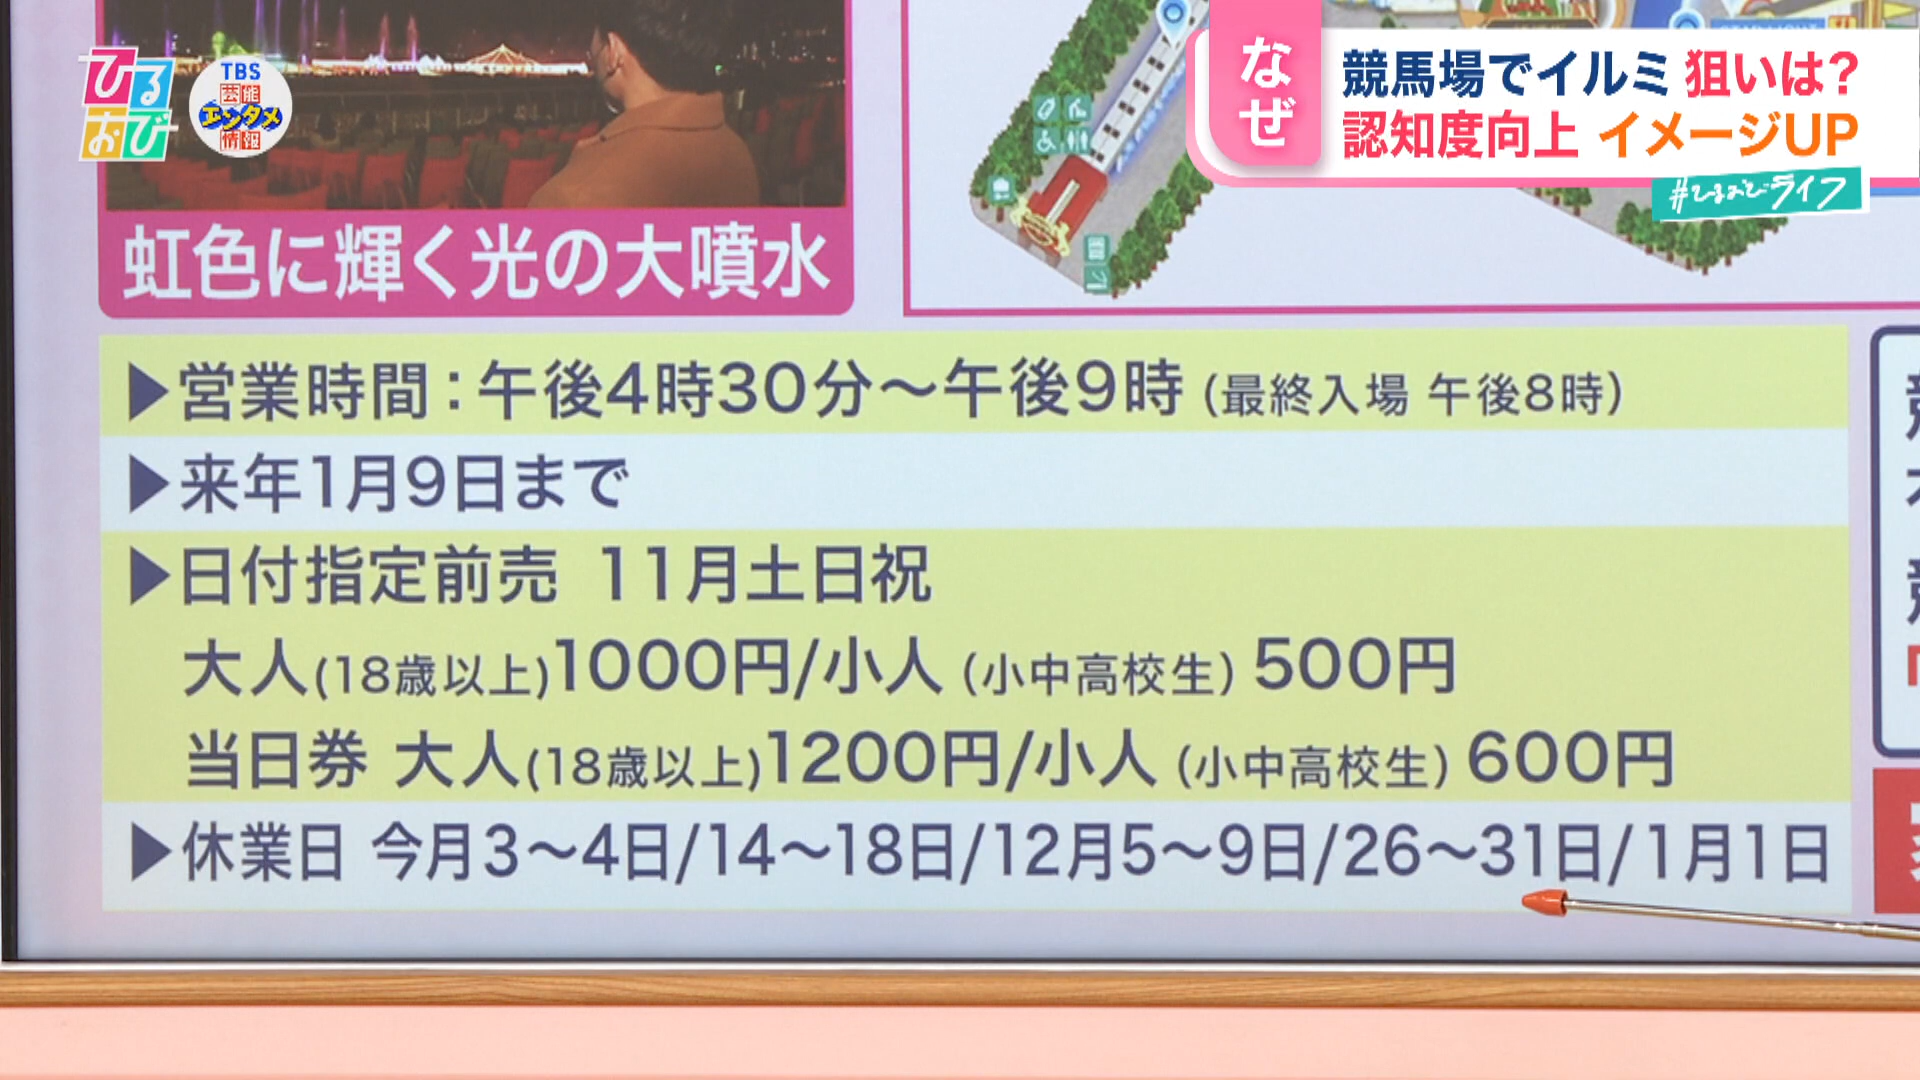 ひるおび
TBS
芸能
エンタメ
情報
なぜ
競馬場でイルミ 狙いは?
認知度向上 イメージUP
#ひるおびライフ
虹色に輝く光の大噴水
▶営業時間:午後4時30分～午後9時 (最終入場 午後8時)
▶来年1月9日まで
▶日付指定前売 11月土日祝
大人(18歳以上)1000円/小人(小中高校生)500円
当日券 大人(18歳以上)1200円/小人(小中高校生)600円
▶休業日 今月3～4日/14～18日/12月5～9日/26～31日/1月1日